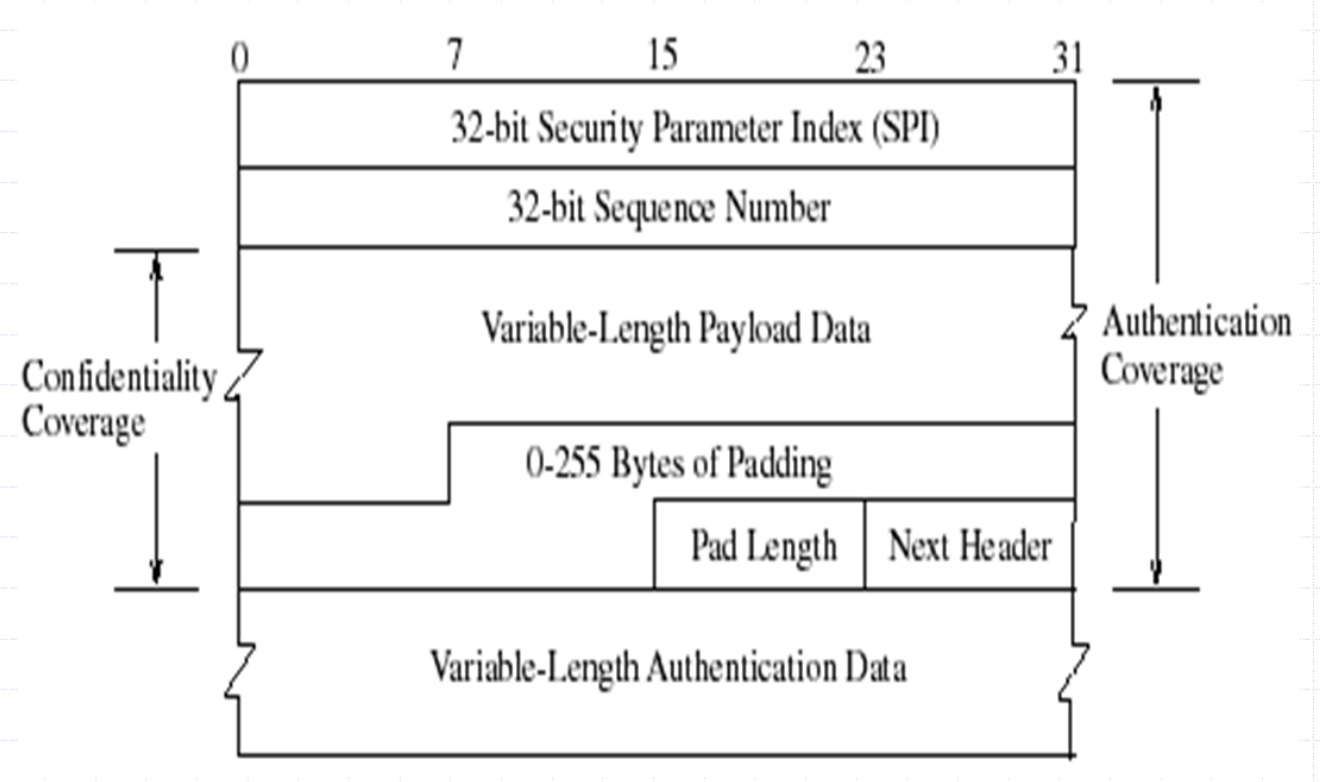 0 7 15 23 31
32-bit Security Parameter Index (SPI)
32-bit Sequence Number
Variable-Length Payload Data
Authentication
Coverage
Confidentiality
Coverage
0-255 Bytes of Padding
Pad Length Next Header
Variable-Length Authentication Data